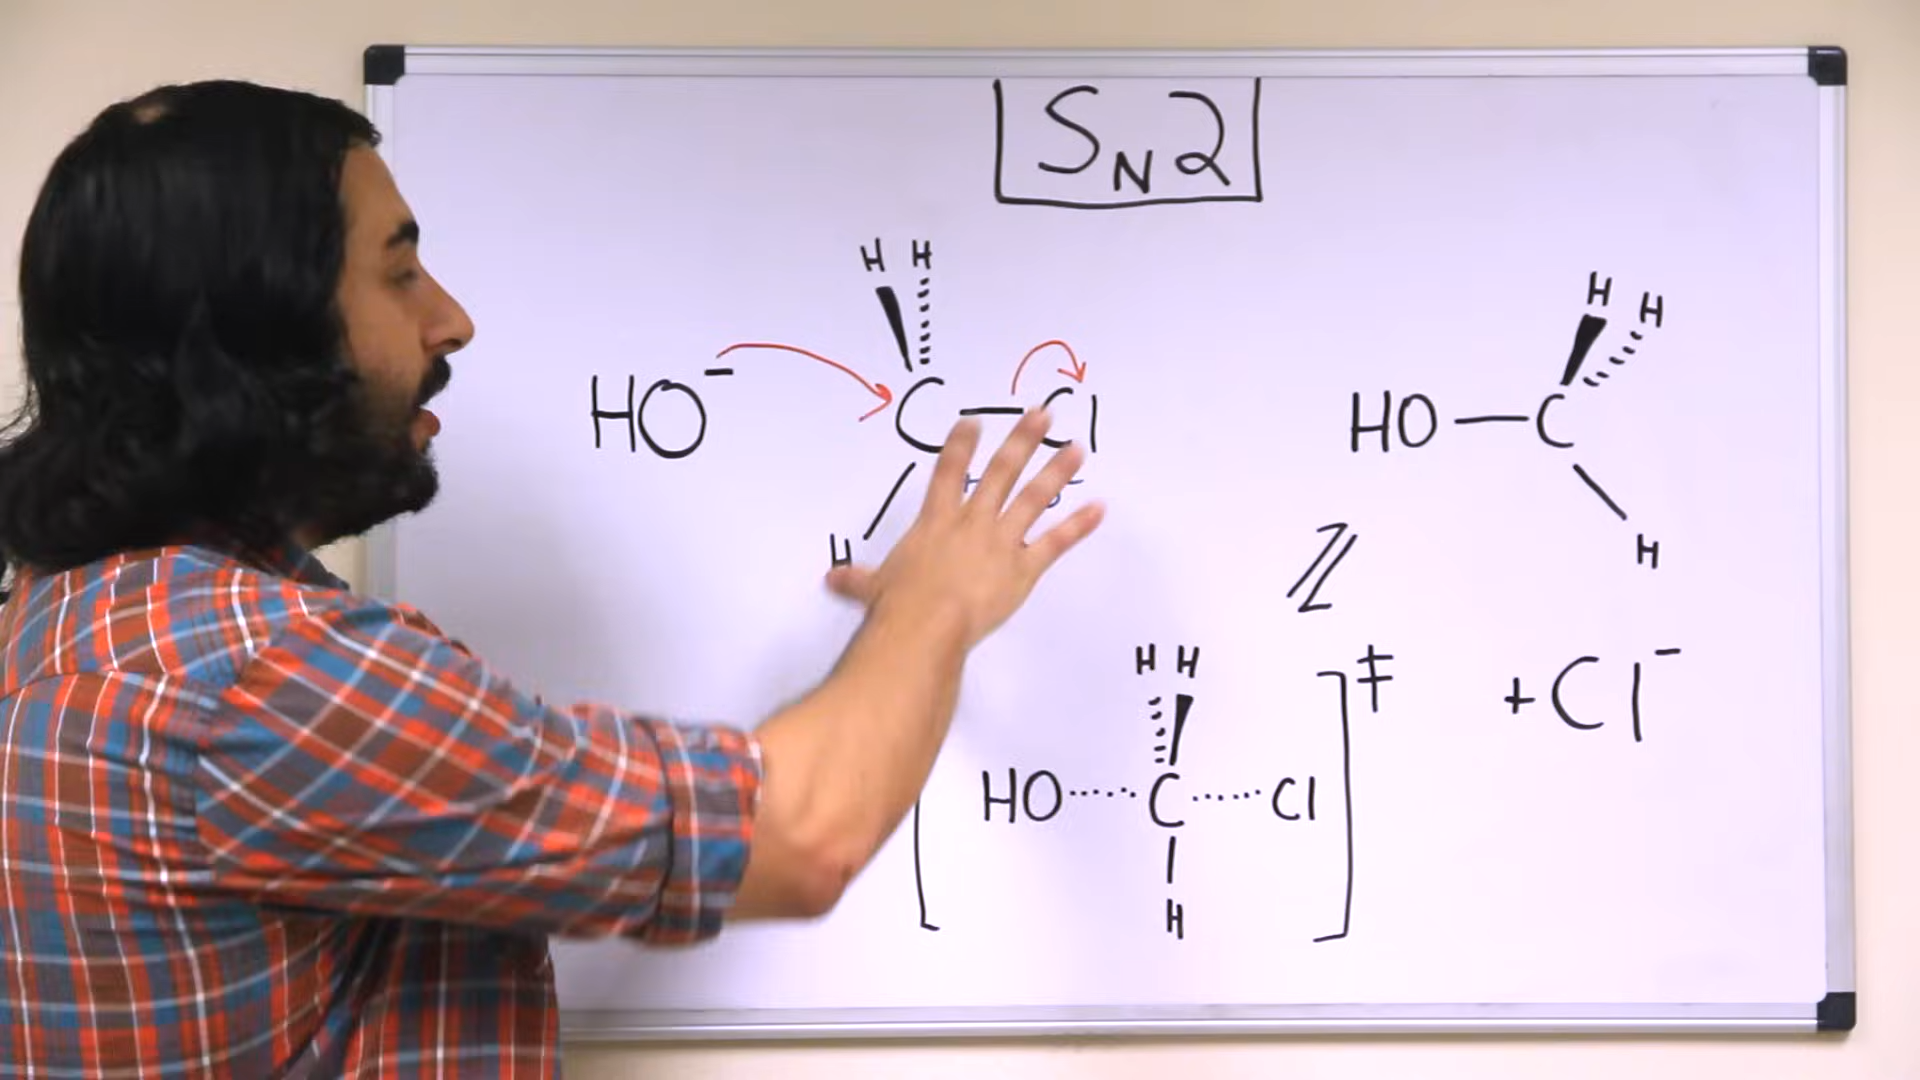 SN2
H H
HO⁻ C—Cl
H
H H
HO—C
H
H H ‡
+Cl⁻
HO·····C·····Cl
H